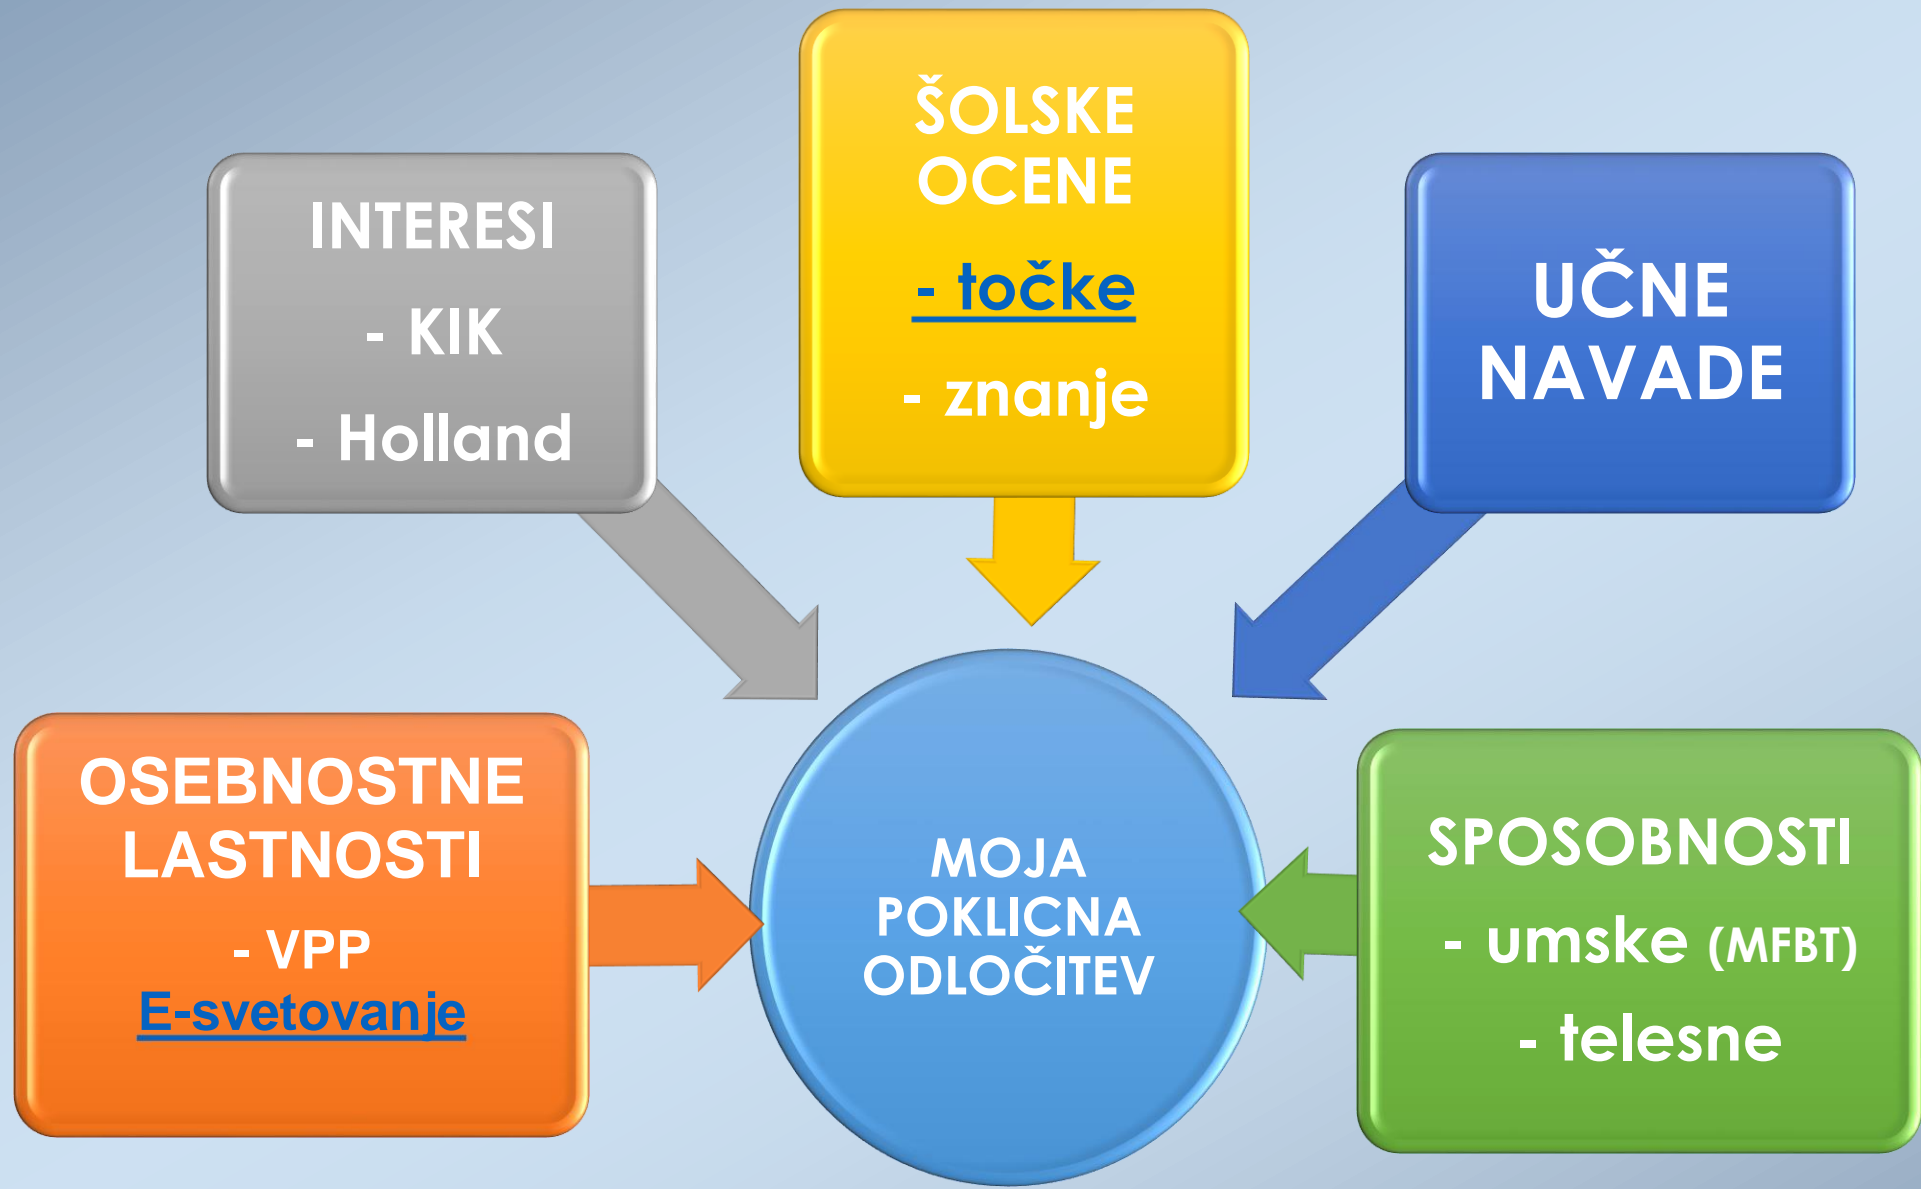 ŠOLSKE
OCENE
- točke
- znanje
INTERESI
- KIK
- Holland
UČNE
NAVADE
OSEBNOSTNE
LASTNOSTI
- VPP
E-svetovanje
MOJA
POKLICNA
ODLOČITEV
SPOSOBNOSTI
- umske (MFBT)
- telesne